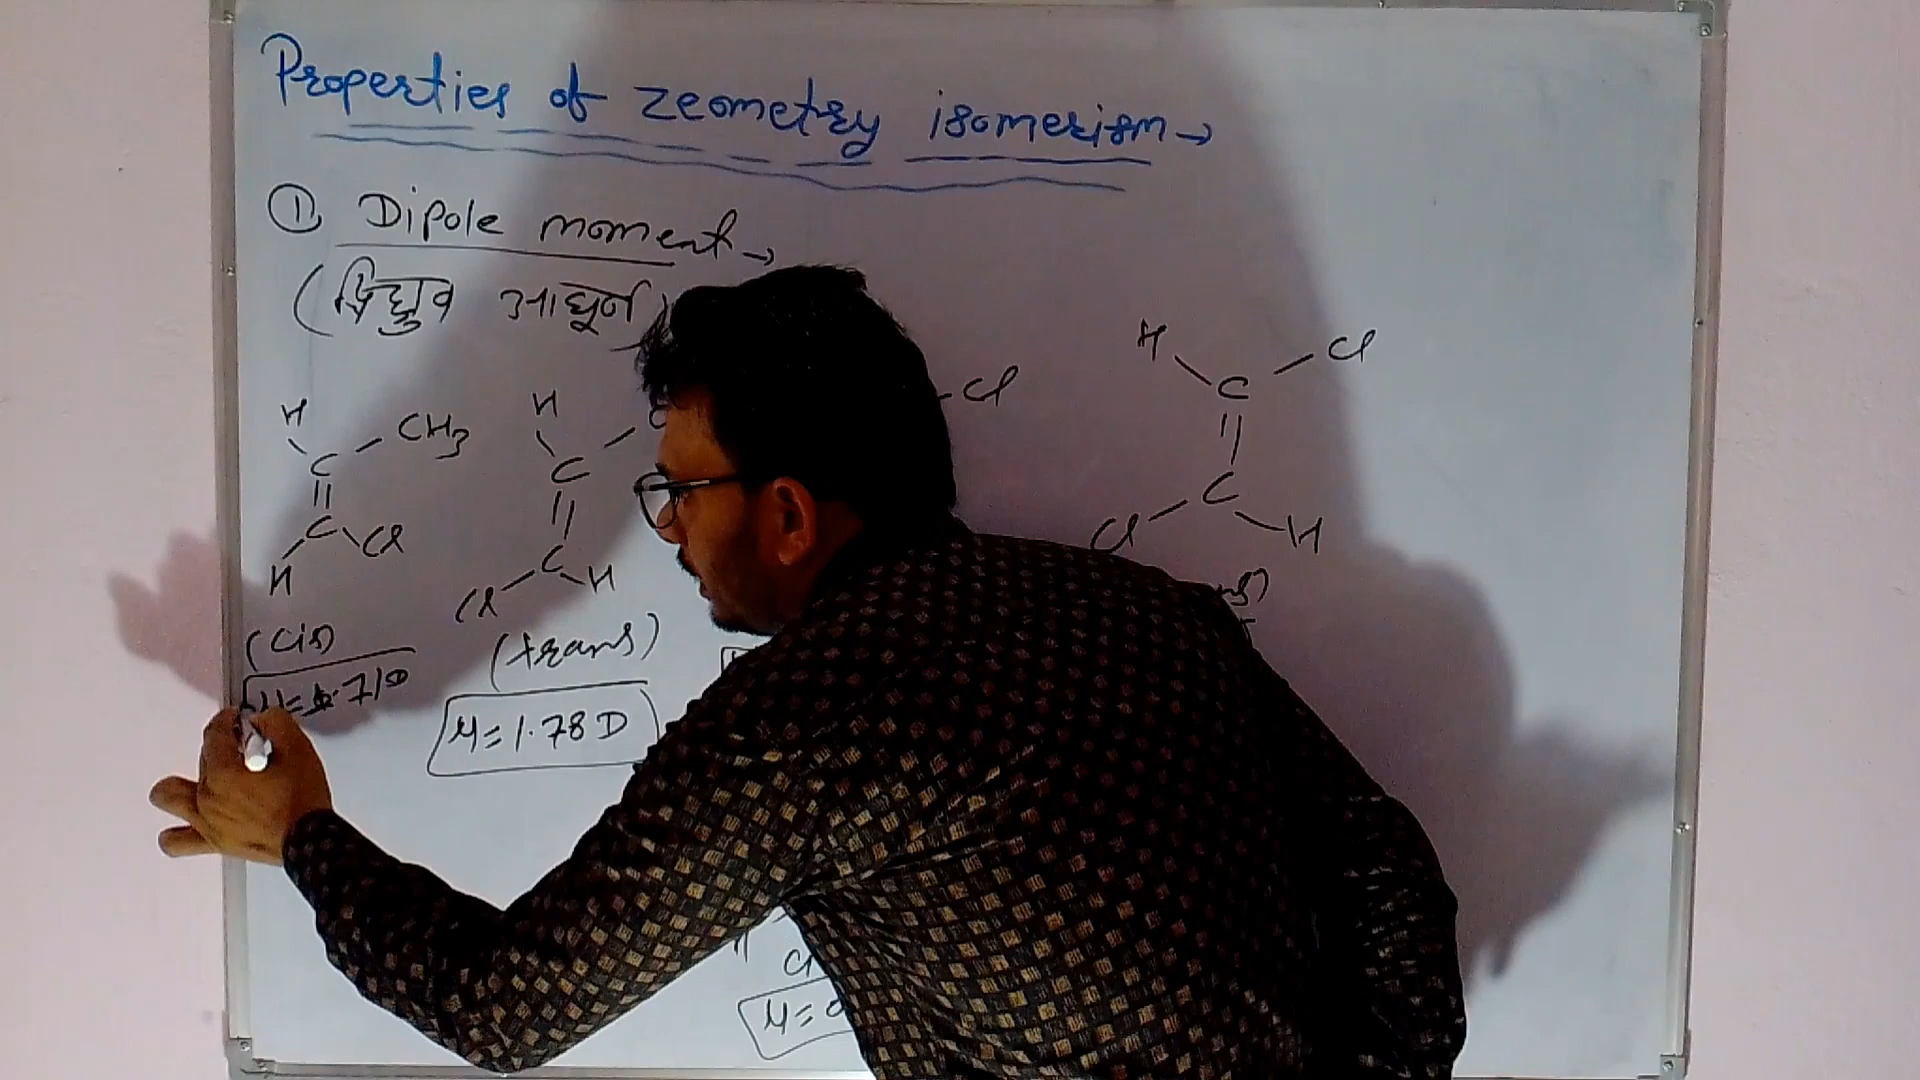 Properties of zeometry isomerism →
① Dipole moment →
(द्विध्रुव आघूर्ण)
H CH3
C
||
C
H Cl
(cis)
H
C
||
C
Cl H
(trans)
μ = 1.78 D
Cl
H Cl
C
||
C
Cl H
μ =